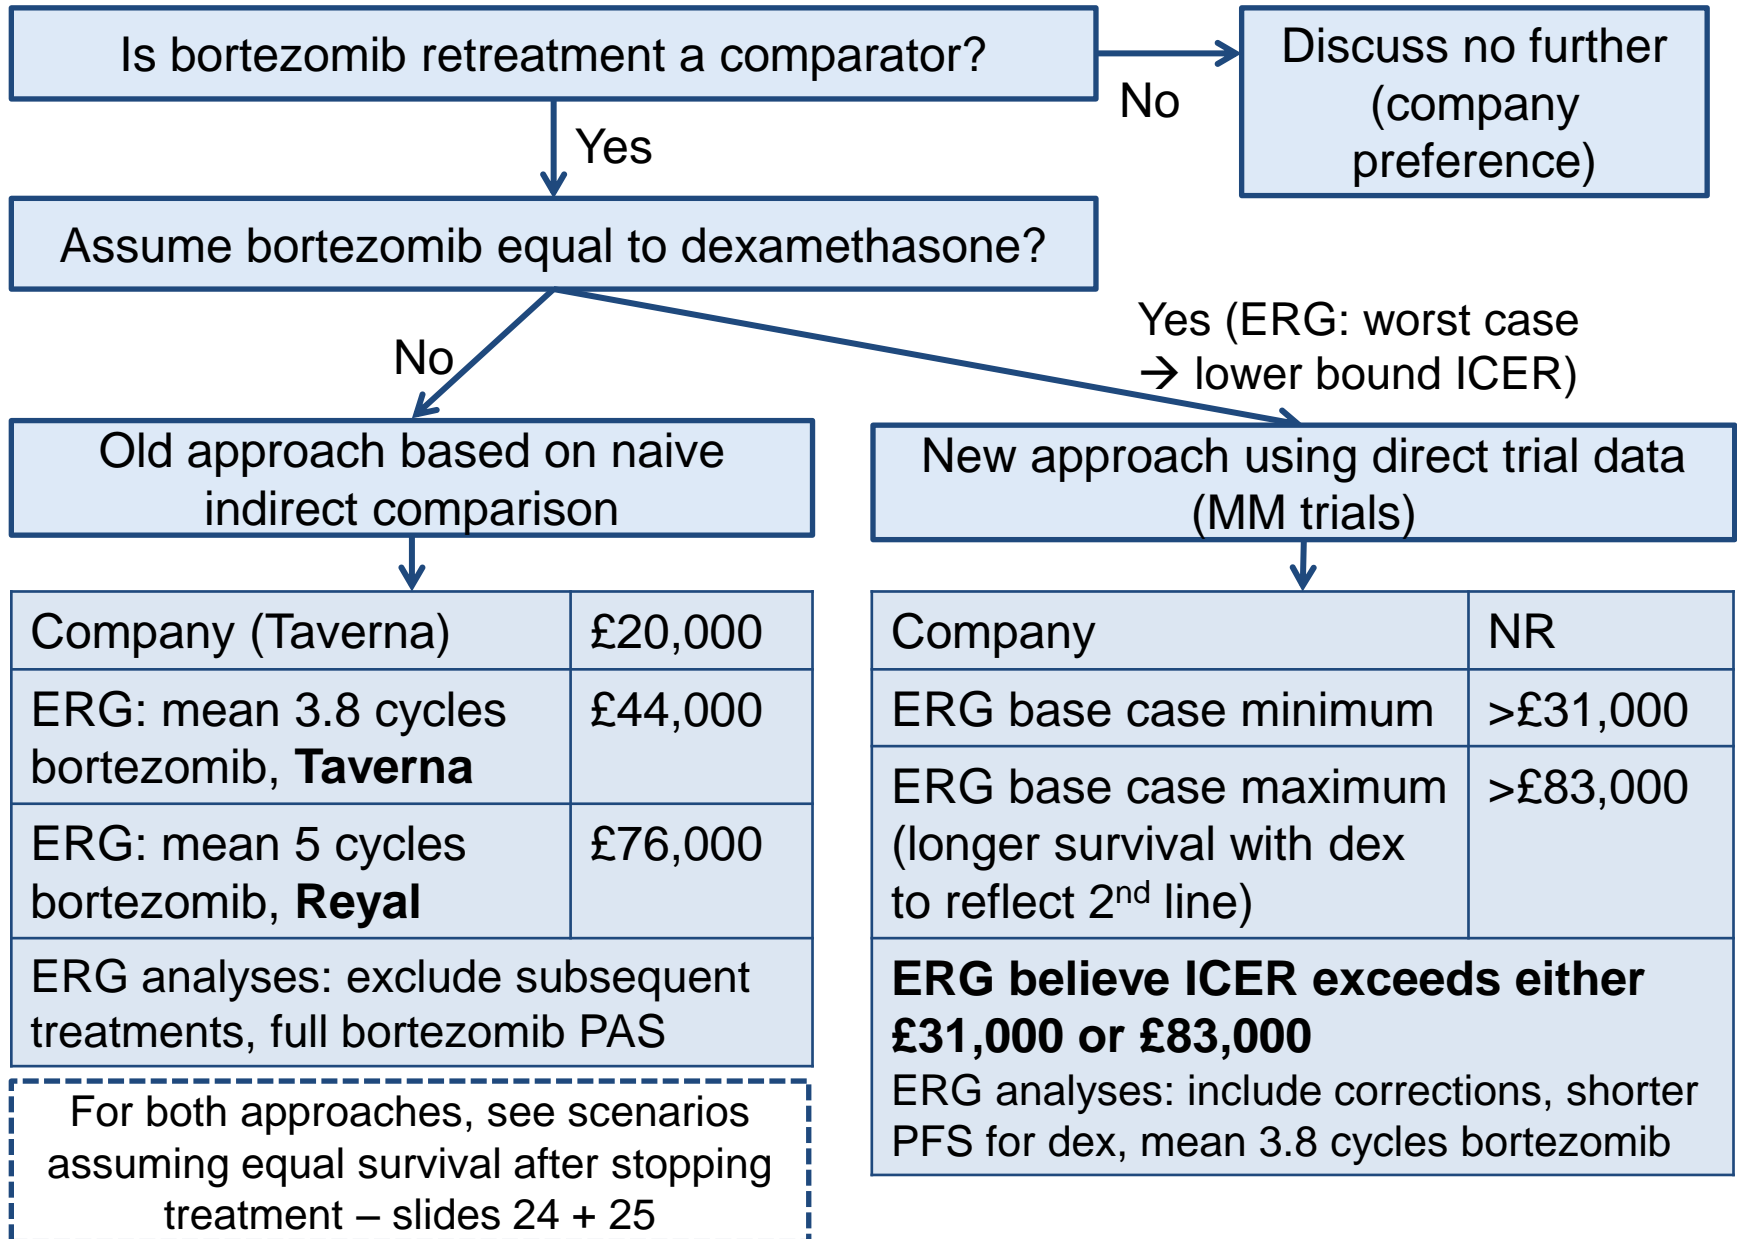 Is bortezomib retreatment a comparator?
No
Discuss no further
(company
preference)
Yes
Assume bortezomib equal to dexamethasone?
No
Yes (ERG: worst case
→ lower bound ICER)
Old approach based on naive
indirect comparison
New approach using direct trial data
(MM trials)
Company (Taverna) £20,000
ERG: mean 3.8 cycles £44,000
bortezomib, Taverna
ERG: mean 5 cycles £76,000
bortezomib, Reyal
ERG analyses: exclude subsequent
treatments, full bortezomib PAS
For both approaches, see scenarios
assuming equal survival after stopping
treatment – slides 24 + 25
Company NR
ERG base case minimum >£31,000
ERG base case maximum >£83,000
(longer survival with dex
to reflect 2nd line)
ERG believe ICER exceeds either
£31,000 or £83,000
ERG analyses: include corrections, shorter
PFS for dex, mean 3.8 cycles bortezomib